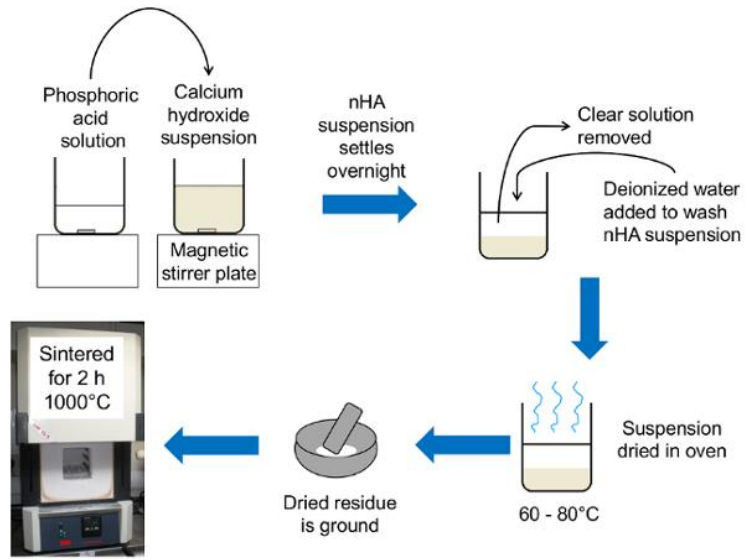 Phosphoric
acid
solution
Calcium
hydroxide
suspension
Magnetic
stirrer plate
nHA
suspension
settles
overnight
Clear solution
removed
Deionized water
added to wash
nHA suspension
Suspension
dried in oven
60 - 80°C
Dried residue
is ground
Sintered
for 2 h
1000°C